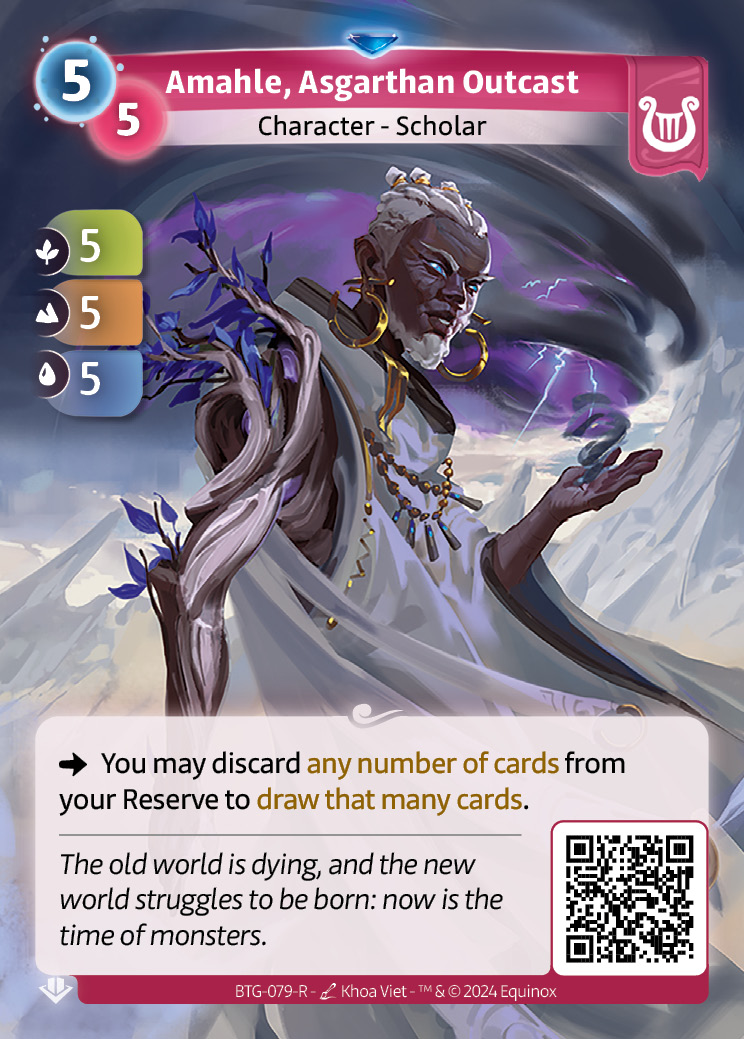 5
5
Amahle, Asgarthan Outcast
Character - Scholar
5
5
5
You may discard any number of cards from
your Reserve to draw that many cards.
The old world is dying, and the new
world struggles to be born: now is the
time of monsters.
BTG-079-R - Khoa Viet - ™ & © 2024 Equinox